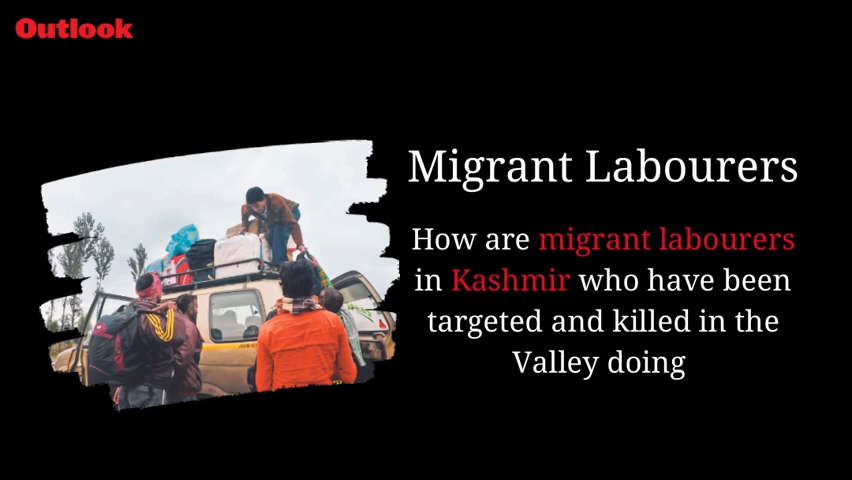 Outlook
Migrant Labourers
How are migrant labourers
in Kashmir who have been
targeted and killed in the
Valley doing